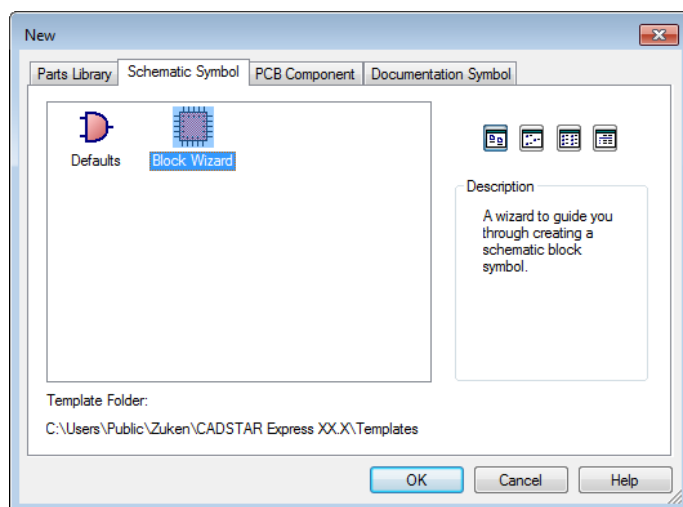 New
Parts Library Schematic Symbol PCB Component Documentation Symbol
Defaults Block Wizard
Description
A wizard to guide you
through creating a
schematic block
symbol.
Template Folder:
C:\Users\Public\Zuken\CADSTAR Express XX.X\Templates
OK Cancel Help